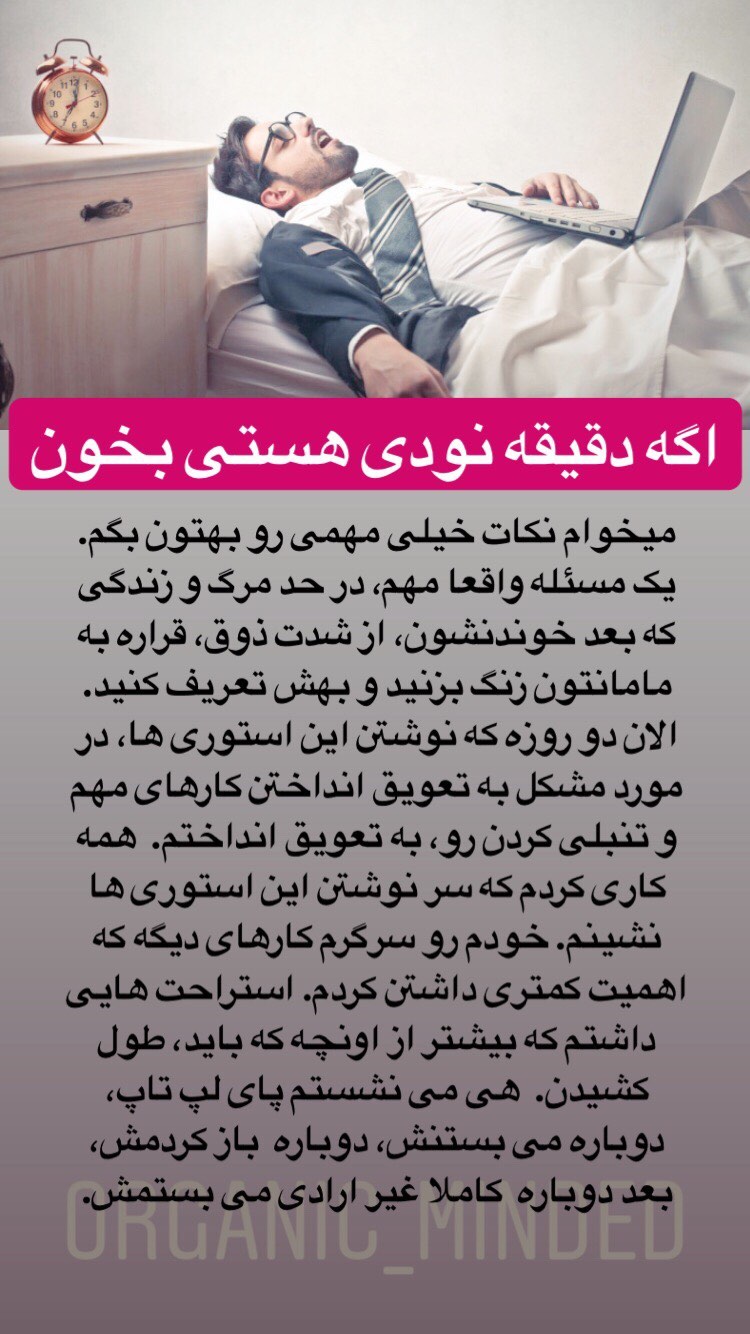 اگه دقیقه نودی هستی بخون
میخوام نکات خیلی مهمی رو بهتون بگم.
یک مسئله واقعا مهم، در حد مرگ و زندگی
که بعد خوندنشون، از شدت ذوق، قراره به
مامانتون زنگ بزنید و بهش تعریف کنید.
الان دو روزه که نوشتن این استوری ها، در
مورد مشکل به تعویق انداختن کارهای مهم
و تنبلی کردن رو، به تعویق انداختم. همه
کاری کردم که سر نوشتن این استوری ها
نشینم. خودم رو سرگرم کارهای دیگه که
اهمیت کمتری داشتن کردم. استراحت هایی
داشتم که بیشتر از اونچه که باید، طول
کشیدن. هی می نشستم پای لپ تاپ،
دوباره می بستنش، دوباره باز کردمش،
بعد دوباره کاملا غیر ارادی می بستمش.
ORGANIC_MINDED